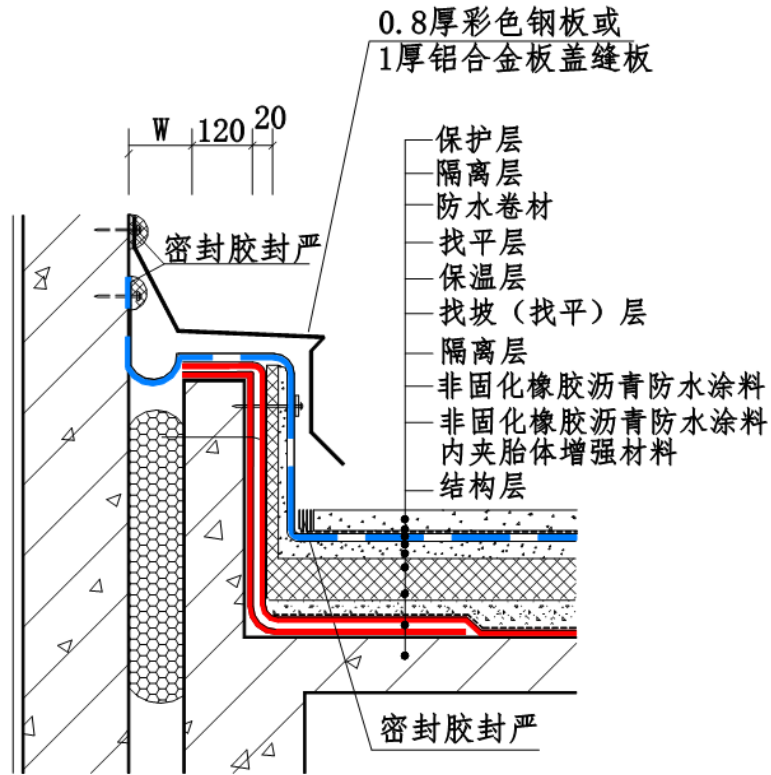 0.8厚彩色钢板或
1厚铝合金板盖缝板
W 120 20
保护层
隔离层
防水卷材
密封胶封严
找平层
保温层
找坡（找平）层
隔离层
非固化橡胶沥青防水涂料
非固化橡胶沥青防水涂料
内夹胎体增强材料
结构层
密封胶封严